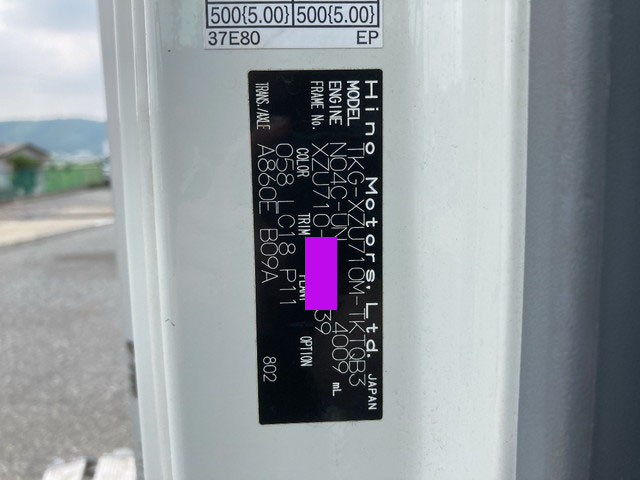 500{5.00} 500{5.00}
37E80 EP
Hino Motors, Ltd. JAPAN
MODEL TKG-XZU710M-TKTQB3
ENGINE N04C-UN 4009 mL
FRAME No. XZU710- 39
COLOR TRIM PLANT OPTION
058 LC18 P11
TRANS./AXLE A860E B09A 802